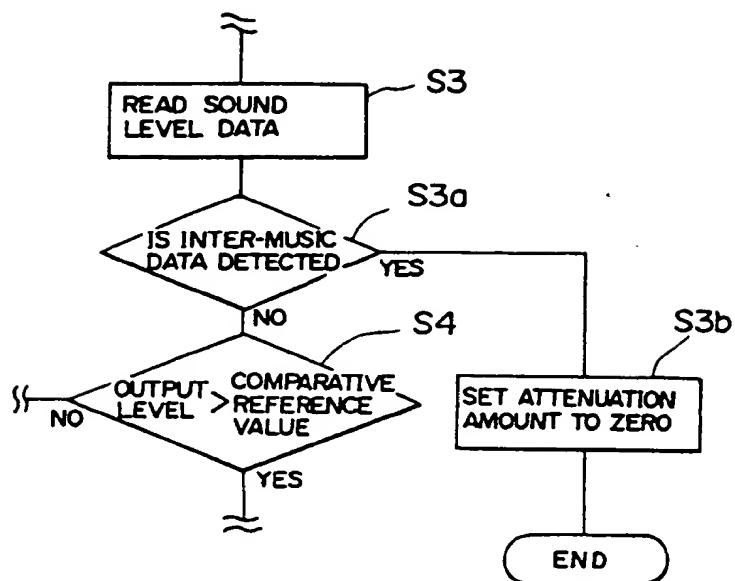 READ SOUND
LEVEL DATA
S3
S3a
IS INTER-MUSIC
DATA DETECTED
YES
NO
S4
S3b
OUTPUT
LEVEL
>
COMPARATIVE
REFERENCE
VALUE
NO
YES
SET ATTENUATION
AMOUNT TO ZERO
END